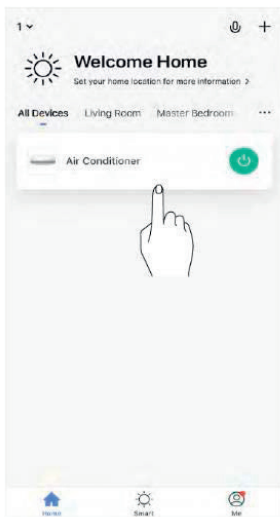 1
Welcome Home
Set your home location for more information >
All Devices Living Room Master Bedroom ...
Air Conditioner
Home Smart Me